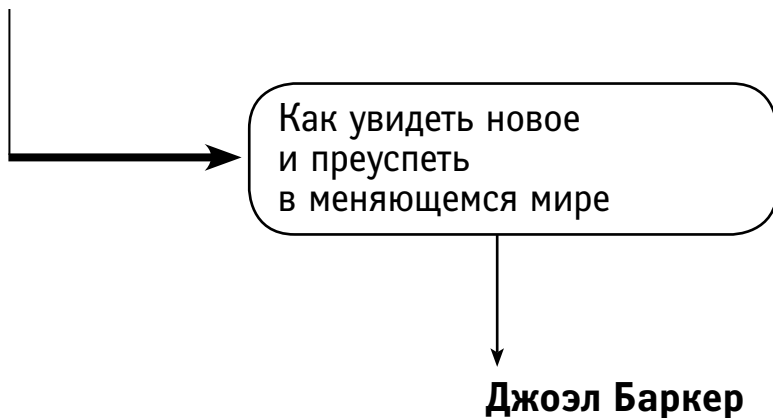 Как увидеть новое
и преуспеть
в меняющемся мире
Джоэл Баркер